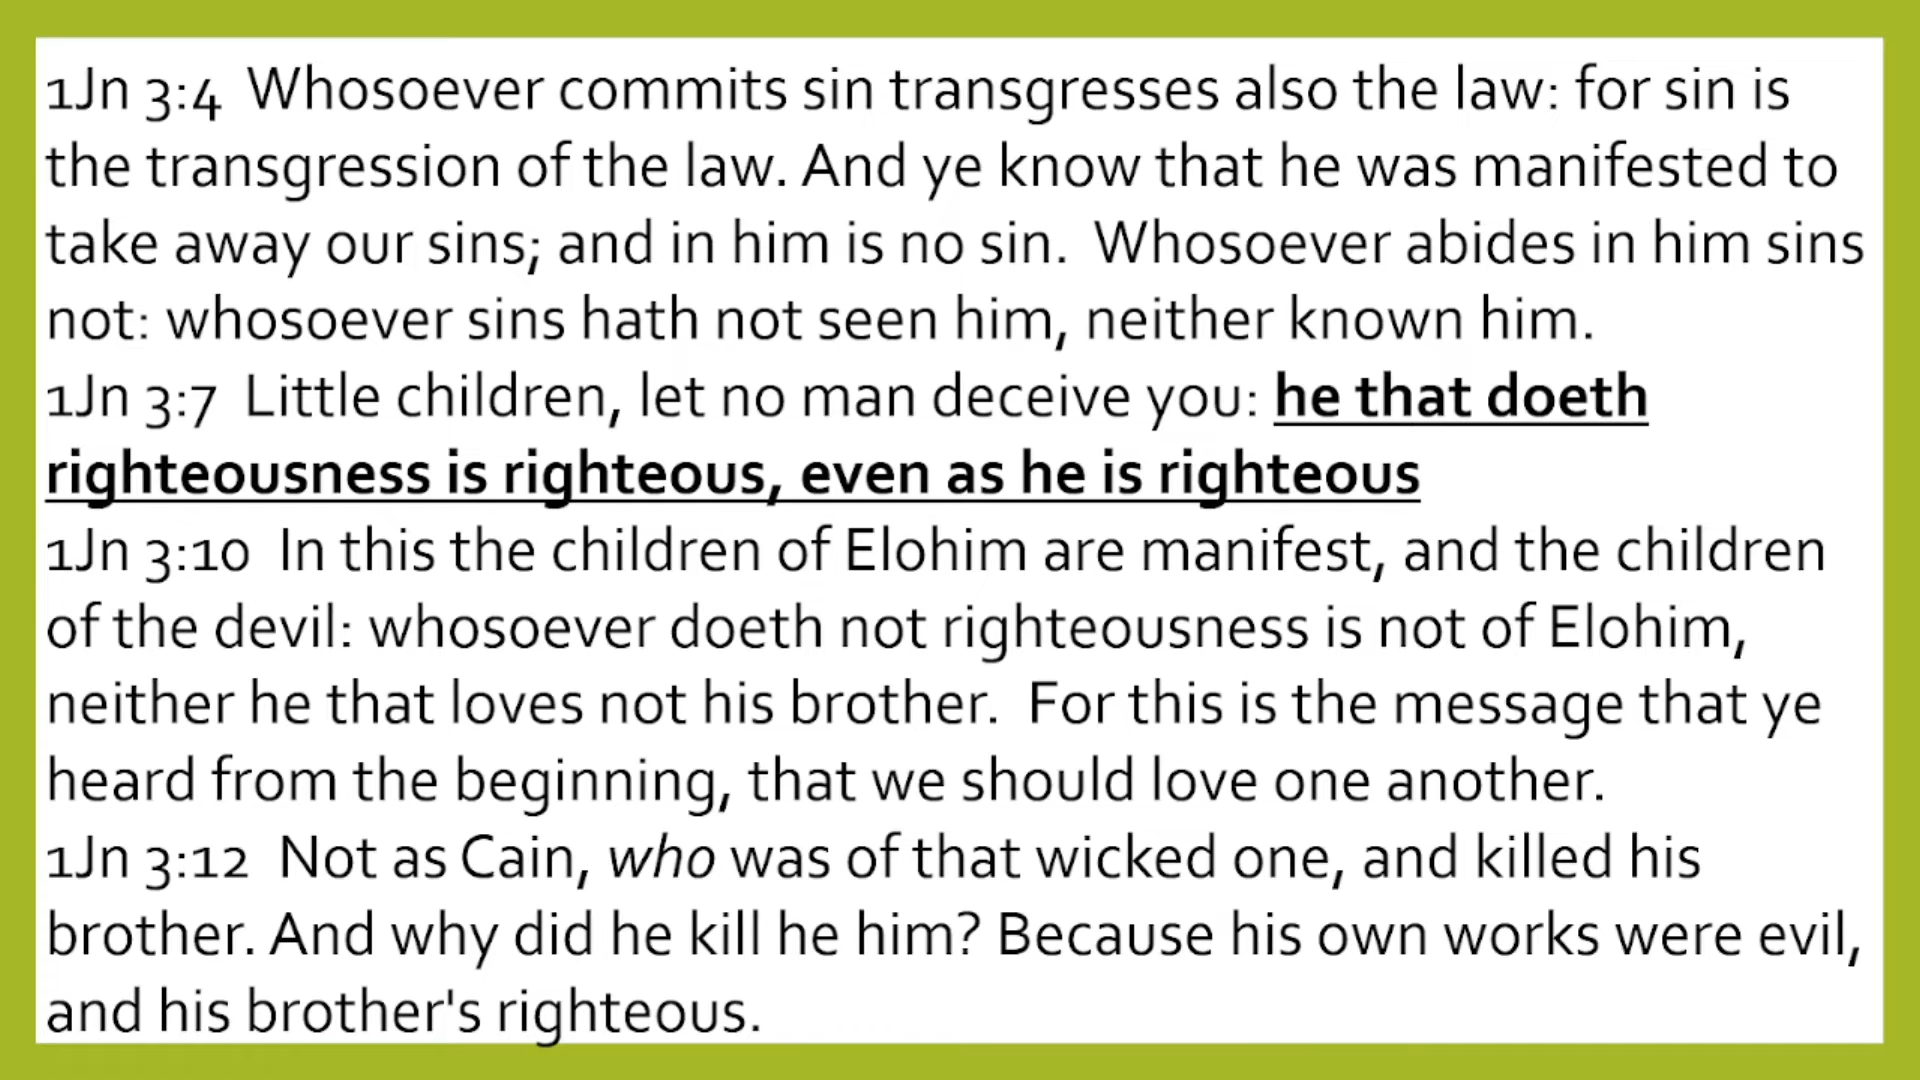 1Jn 3:4  Whosoever commits sin transgresses also the law: for sin is
the transgression of the law. And ye know that he was manifested to
take away our sins; and in him is no sin.  Whosoever abides in him sins
not: whosoever sins hath not seen him, neither known him.
1Jn 3:7  Little children, let no man deceive you: he that doeth
righteousness is righteous, even as he is righteous
1Jn 3:10  In this the children of Elohim are manifest, and the children
of the devil: whosoever doeth not righteousness is not of Elohim,
neither he that loves not his brother.  For this is the message that ye
heard from the beginning, that we should love one another.
1Jn 3:12  Not as Cain, who was of that wicked one, and killed his
brother. And why did he kill he him? Because his own works were evil,
and his brother's righteous.